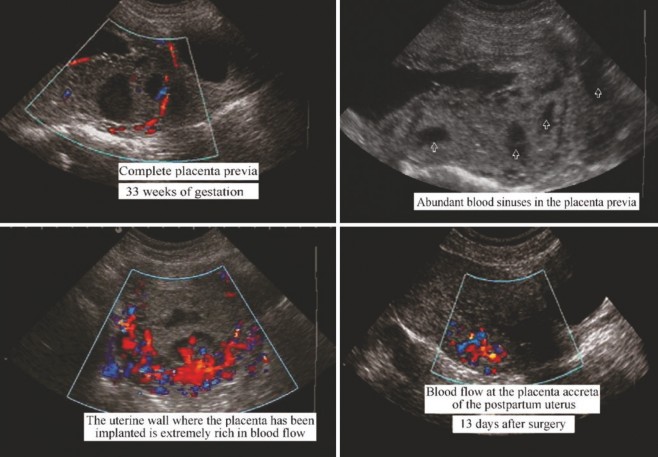 Complete placenta previa
33 weeks of gestation
Abundant blood sinuses in the placenta previa
The uterine wall where the placenta has been
implanted is extremely rich in blood flow
Blood flow at the placenta accreta
of the postpartum uterus
13 days after surgery